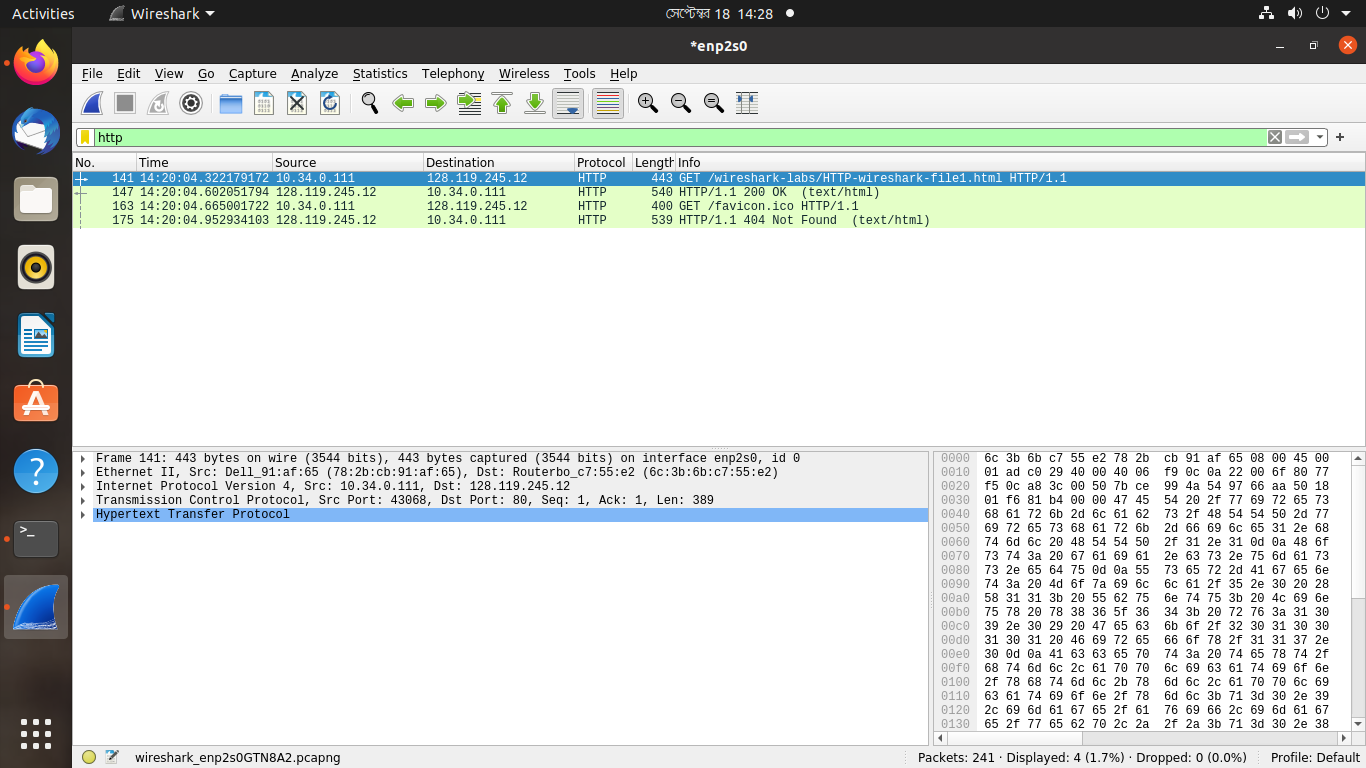 Activities Wireshark সেপ্টেম্বর 18 14:28
*enp2s0
File Edit View Go Capture Analyze Statistics Telephony Wireless Tools Help
http
No. Time Source Destination Protocol Length Info
141 14:20:04.322179172 10.34.0.111 128.119.245.12 HTTP 443 GET /wireshark-labs/HTTP-wireshark-file1.html HTTP/1.1
147 14:20:04.602051794 128.119.245.12 10.34.0.111 HTTP 540 HTTP/1.1 200 OK (text/html)
163 14:20:04.665001722 10.34.0.111 128.119.245.12 HTTP 400 GET /favicon.ico HTTP/1.1
175 14:20:04.952934103 128.119.245.12 10.34.0.111 HTTP 539 HTTP/1.1 404 Not Found (text/html)
Frame 141: 443 bytes on wire (3544 bits), 443 bytes captured (3544 bits) on interface enp2s0, id 0
Ethernet II, Src: Dell_91:af:65 (78:2b:cb:91:af:65), Dst: Routerbo_c7:55:e2 (6c:3b:6b:c7:55:e2)
Internet Protocol Version 4, Src: 10.34.0.111, Dst: 128.119.245.12
Transmission Control Protocol, Src Port: 43068, Dst Port: 80, Seq: 1, Ack: 1, Len: 389
Hypertext Transfer Protocol
0000 6c 3b 6b c7 55 e2 78 2b cb 91 af 65 08 00 45 00
0010 01 ad c0 29 40 00 40 06 f9 0c 0a 22 00 6f 80 77
0020 f5 0c a8 3c 00 50 7b ce 99 4a 54 97 66 aa 50 18
0030 01 f6 81 b4 00 00 47 45 54 20 2f 77 69 72 65 73
0040 68 61 72 6b 2d 6c 61 62 73 2f 48 54 54 50 2d 77
0050 69 72 65 73 68 61 72 6b 2d 66 69 6c 65 31 2e 68
0060 74 6d 6c 20 48 54 54 50 2f 31 2e 31 0d 0a 48 6f
0070 73 74 3a 20 67 61 69 61 2e 63 73 2e 75 6d 61 73
0080 73 2e 65 64 75 0d 0a 55 73 65 72 2d 41 67 65 6e
0090 74 3a 20 4d 6f 7a 69 6c 6c 61 2f 35 2e 30 20 28
00a0 58 31 31 3b 20 55 62 75 6e 74 75 3b 20 4c 69 6e
00b0 75 78 20 78 38 36 5f 36 34 3b 20 72 76 3a 31 30
00c0 39 2e 30 29 20 47 65 63 6b 6f 2f 32 30 31 30 30
00d0 31 30 31 20 46 69 72 65 66 6f 78 2f 31 31 37 2e
00e0 30 0d 0a 41 63 63 65 70 74 3a 20 74 65 78 74 2f
00f0 68 74 6d 6c 2c 61 70 70 6c 69 63 61 74 69 6f 6e
0100 2f 78 68 74 6d 6c 2b 78 6d 6c 2c 61 70 70 6c 69
0110 63 61 74 69 6f 6e 2f 78 6d 6c 3b 71 3d 30 2e 39
0120 2c 69 6d 61 67 65 2f 61 76 69 66 2c 69 6d 61 67
0130 65 2f 77 65 62 70 2c 2a 2f 2a 3b 71 3d 30 2e 38
wireshark_enp2s0GTN8A2.pcapng Packets: 241 · Displayed: 4 (1.7%) · Dropped: 0 (0.0%) Profile: Default